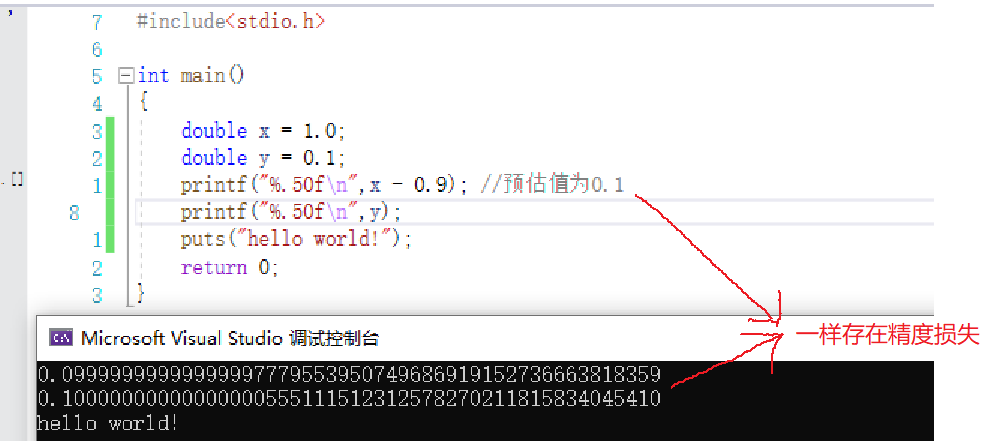 ,
7 #include<stdio.h>
6
5 int main()
4 {
3 double x = 1.0;
2 double y = 0.1;
.[] 1 printf("%.50f\n",x - 0.9); //预估值为0.1
8 printf("%.50f\n",y);
1 puts("hello world!");
2 return 0;
3 }
一样存在精度损失
C:\ Microsoft Visual Studio 调试控制台
0.09999999999999997779553950749686919152736663818359
0.10000000000000000555111512312578270211815834045410
hello world!